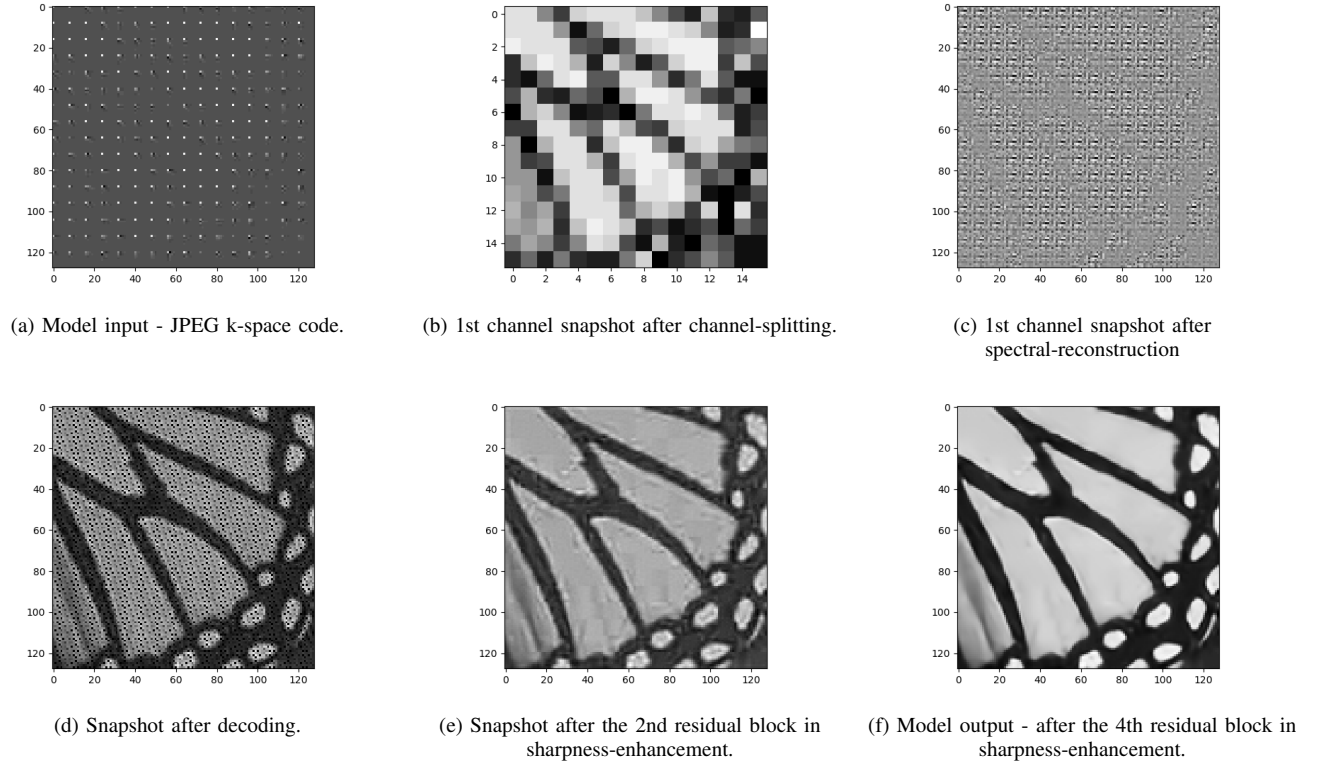 0
20
40
60
80
100
120
0 20 40 60 80 100 120
(a) Model input - JPEG k-space code.
0
2
4
6
8
10
12
14
0 2 4 6 8 10 12 14
(b) 1st channel snapshot after channel-splitting.
0
20
40
60
80
100
120
0 20 40 60 80 100 120
(c) 1st channel snapshot after
spectral-reconstruction
0
20
40
60
80
100
120
0 20 40 60 80 100 120
(d) Snapshot after decoding.
0
20
40
60
80
100
120
0 20 40 60 80 100 120
(e) Snapshot after the 2nd residual block in
sharpness-enhancement.
0
20
40
60
80
100
120
0 20 40 60 80 100 120
(f) Model output - after the 4th residual block in
sharpness-enhancement.